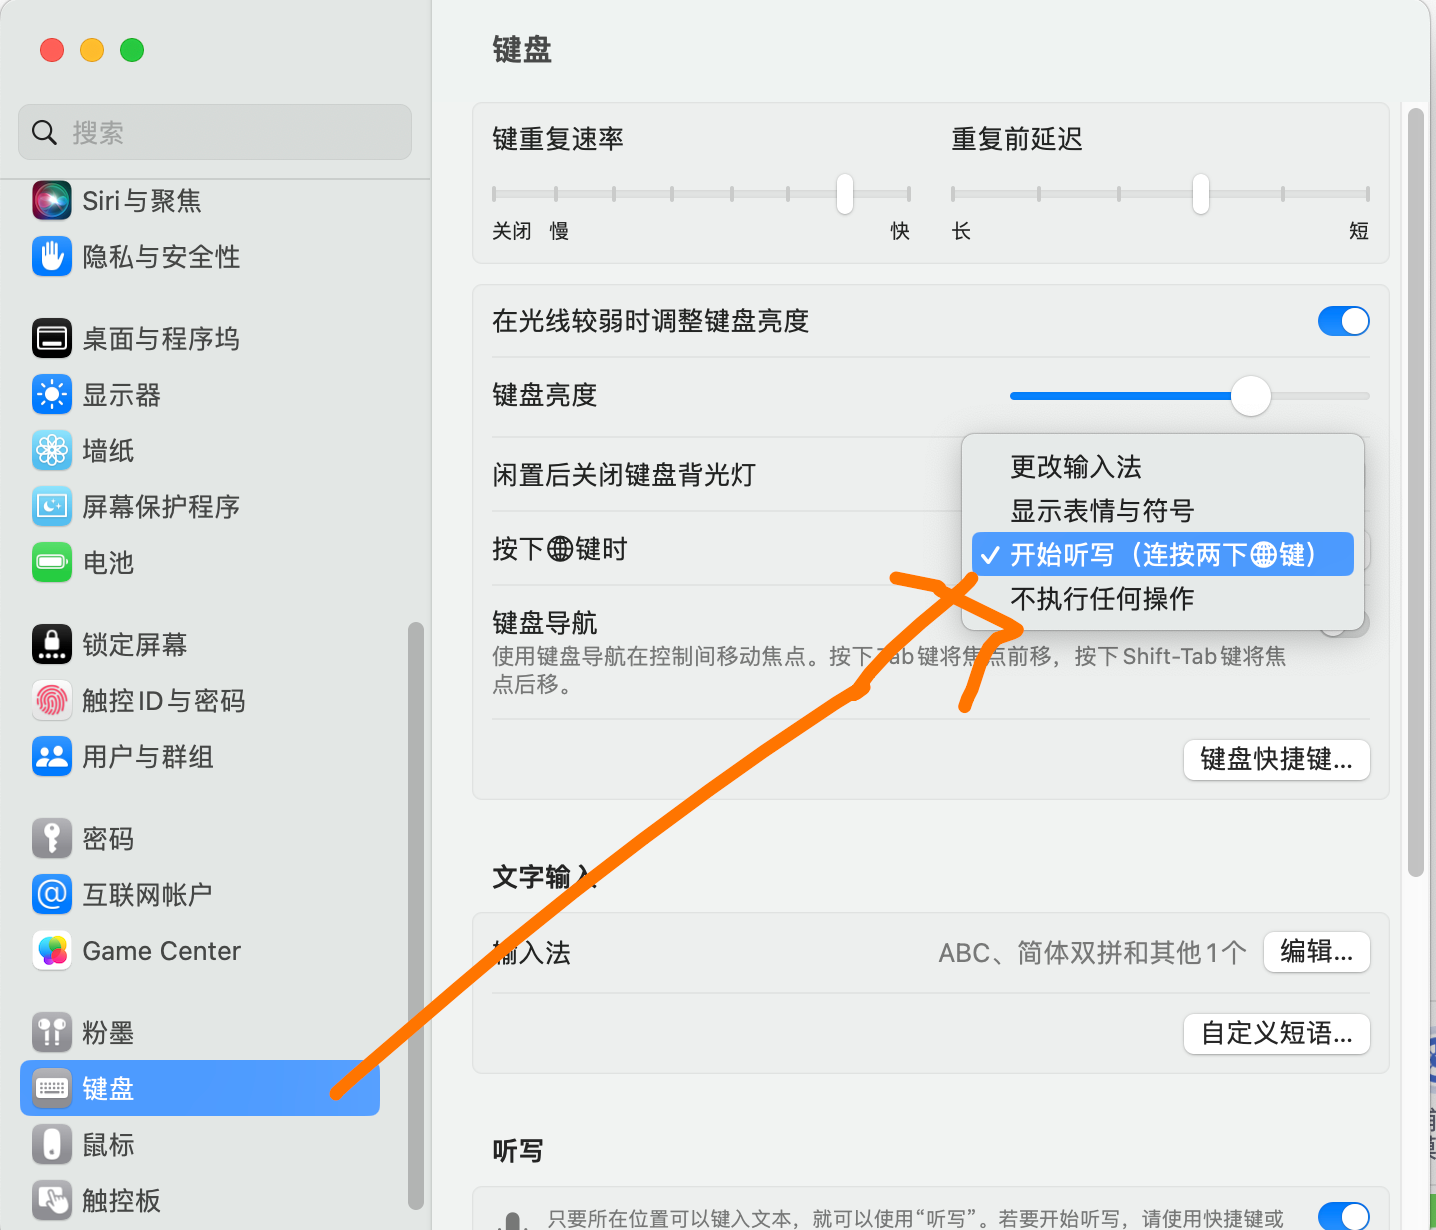 搜索
Siri与聚焦
隐私与安全性
桌面与程序坞
显示器
墙纸
屏幕保护程序
电池
锁定屏幕
触控ID与密码
用户与群组
密码
互联网帐户
Game Center
粉墨
键盘
鼠标
触控板
键盘
键重复速率
重复前延迟
关闭 慢 快
长 短
在光线较弱时调整键盘亮度
键盘亮度
闲置后关闭键盘背光灯
按下键时
更改输入法
显示表情与符号
✓ 开始听写（连按两下键）
不执行任何操作
键盘导航
使用键盘导航在控制间移动焦点。按下 Tab键将焦点前移，按下 Shift-Tab键将焦
点后移。
键盘快捷键...
文字输入
输入法
ABC、简体双拼和其他1个
编辑...
自定义短语...
听写
只要所在位置可以键入文本，就可以使用“听写”。若要开始听写，请使用快捷键或